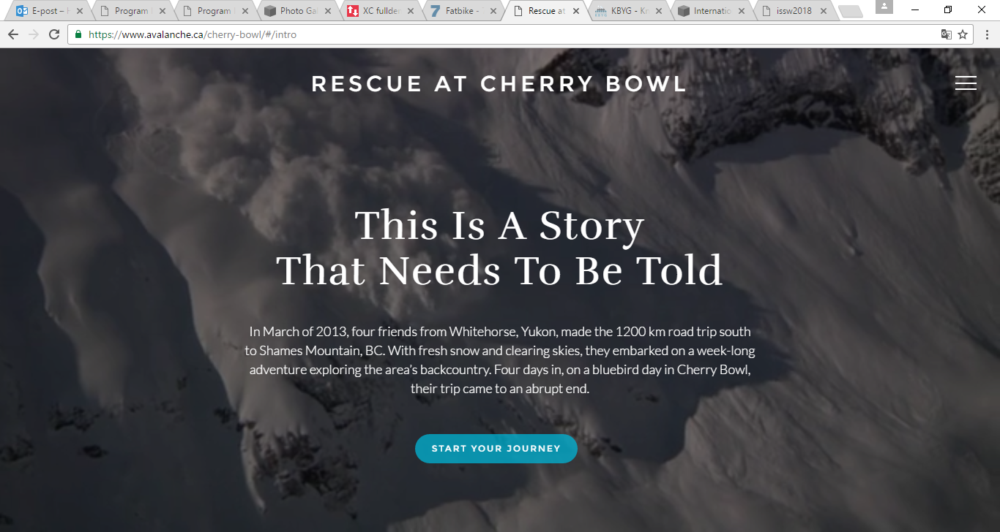 E-post –
Program
Program
Photo Ga
XC fullde
Fatbike -
Rescue at
KBYG - Kn
Internatio
issw2018
https://www.avalanche.ca/cherry-bowl/#/intro
RESCUE AT CHERRY BOWL
This Is A Story
That Needs To Be Told
In March of 2013, four friends from Whitehorse, Yukon, made the 1200 km road trip south
to Shames Mountain, BC. With fresh snow and clearing skies, they embarked on a week-long
adventure exploring the area’s backcountry. Four days in, on a bluebird day in Cherry Bowl,
their trip came to an abrupt end.
START YOUR JOURNEY